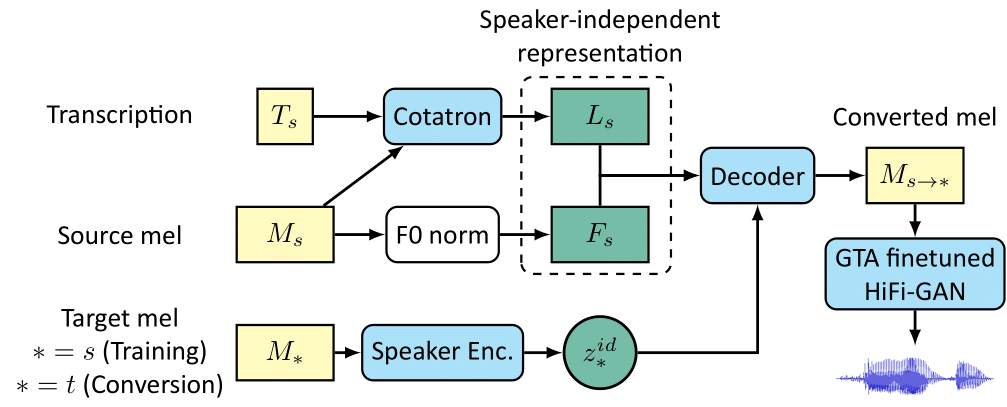 Speaker-independent
representation
Transcription
T_s
Cotatron
L_s
Converted mel
Decoder
M_{s→*}
Source mel
M_s
F0 norm
F_s
GTA finetuned
HiFi-GAN
Target mel
* = s (Training)
* = t (Conversion)
M_*
Speaker Enc.
z_*^{id}